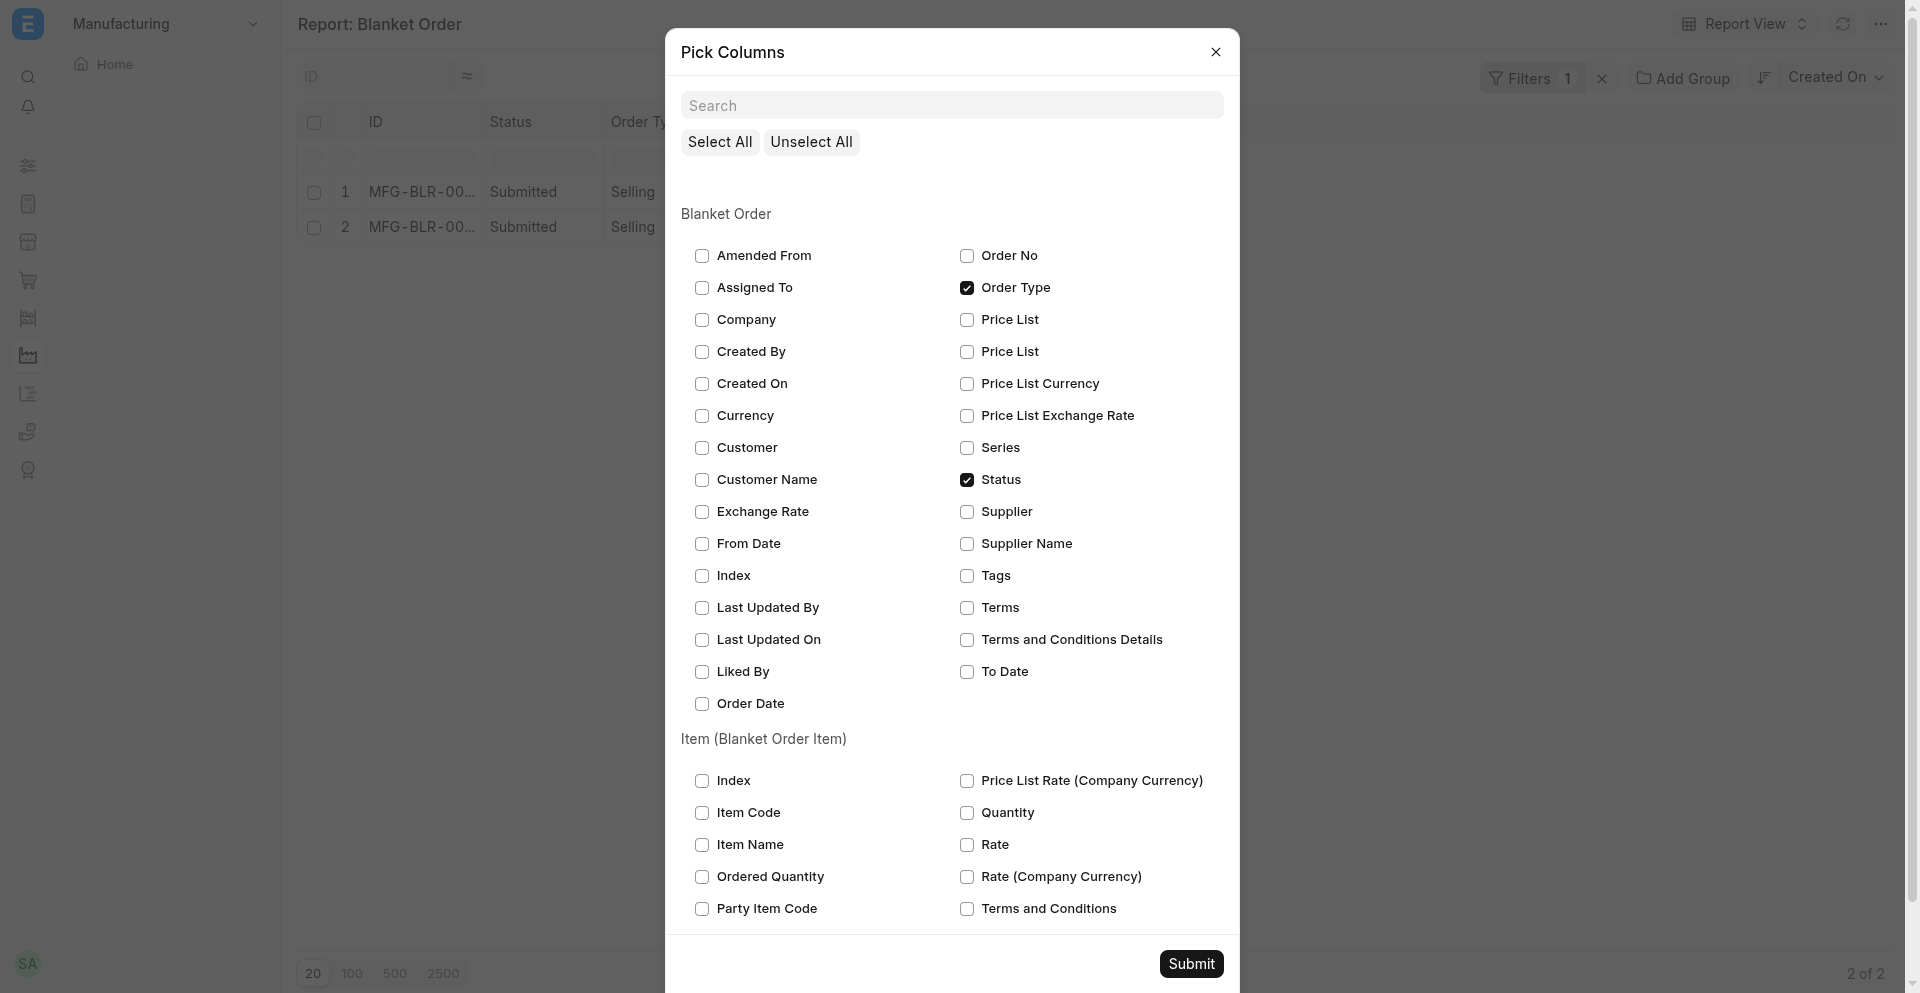 Manufacturing
Report: Blanket Order
Report View
Home
ID
≈
Filters 1
Add Group
Created On
ID Status Order Ty
1 MFG-BLR-00... Submitted Selling
2 MFG-BLR-00... Submitted Selling
SA
20 100 500 2500
2 of 2
Pick Columns
Search
Select All Unselect All
Blanket Order
Amended From
Assigned To
Company
Created By
Created On
Currency
Customer
Customer Name
Exchange Rate
From Date
Index
Last Updated By
Last Updated On
Liked By
Order Date
Order No
Order Type
Price List
Price List
Price List Currency
Price List Exchange Rate
Series
Status
Supplier
Supplier Name
Tags
Terms
Terms and Conditions Details
To Date
Item (Blanket Order Item)
Index
Item Code
Item Name
Ordered Quantity
Party Item Code
Price List Rate (Company Currency)
Quantity
Rate
Rate (Company Currency)
Terms and Conditions
Submit